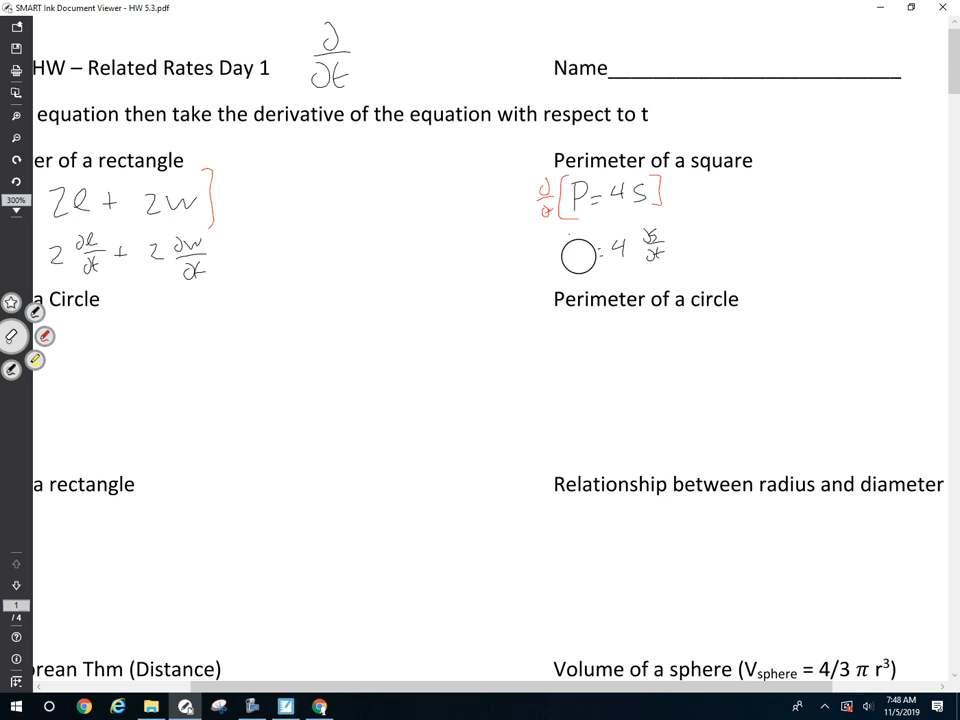 SMART Ink Document Viewer - HW 5.3.pdf
∂/∂t
HW – Related Rates Day 1
Name____________________________
equation then take the derivative of the equation with respect to t
er of a rectangle
Perimeter of a square
2l + 2w ]
[ P = 4s ]
2 ∂l/∂t + 2 ∂w/∂t
= 4 ∂s/∂t
300%
a Circle
Perimeter of a circle
a rectangle
Relationship between radius and diameter
1
/ 4
orean Thm (Distance)
Volume of a sphere (Vsphere = 4/3 π r³)
7:48 AM
11/5/2019